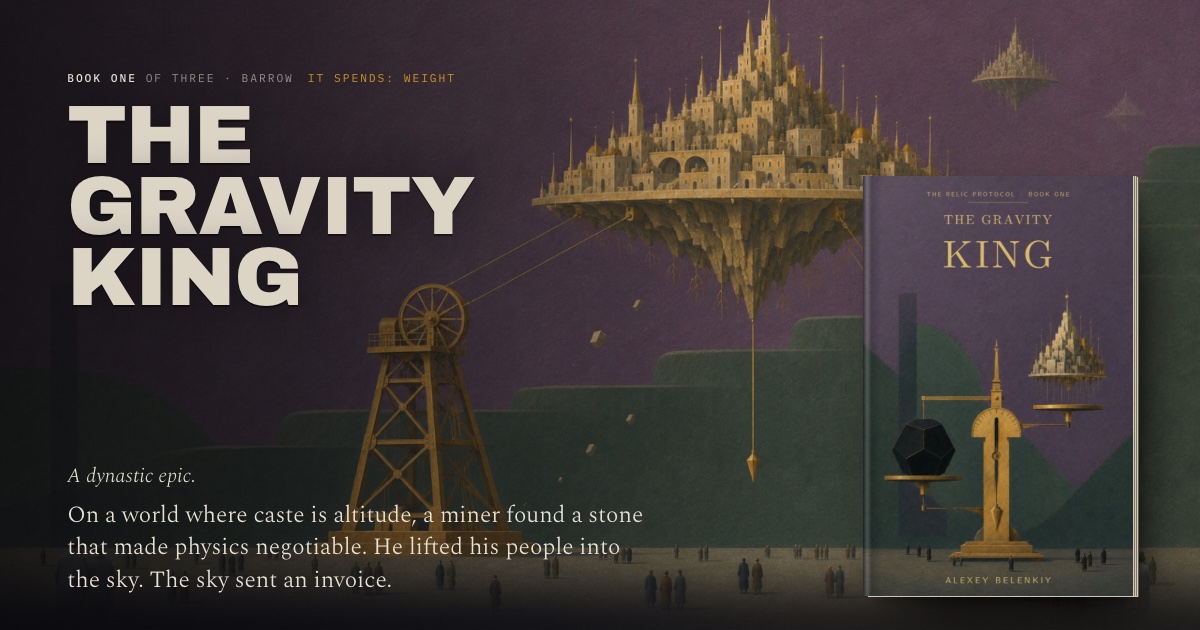 BOOK ONE OF THREE · BARROW IT SPENDS: WEIGHT
THE
GRAVITY
KING
A dynastic epic.
On a world where caste is altitude, a miner found a stone
that made physics negotiable. He lifted his people into
the sky. The sky sent an invoice.
THE RELIC PROTOCOL · BOOK ONE
THE GRAVITY
KING
ALEXEY BELENKIY